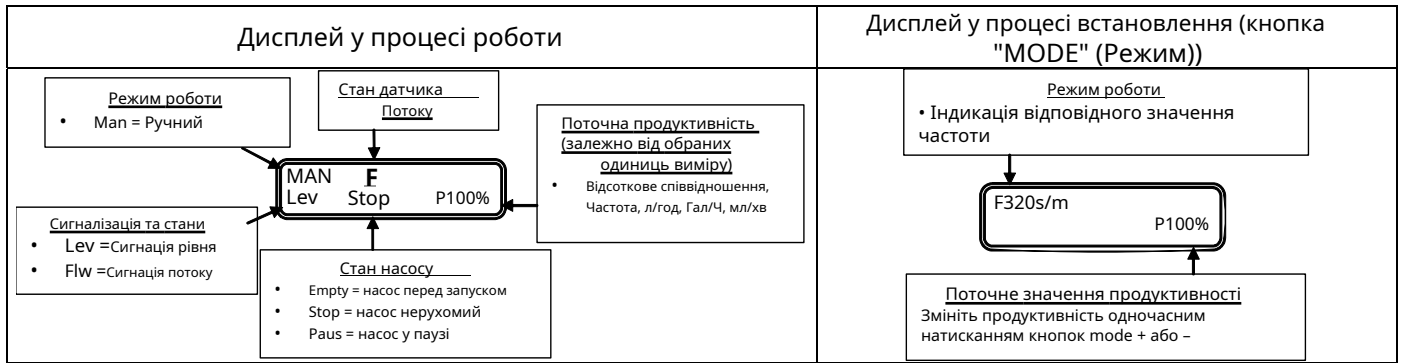 Дисплей у процесі роботи
Дисплей у процесі встановлення (кнопка
"MODE" (Режим))
Режим роботи
• Man = Ручний
Стан датчика
Потоку
Поточна продуктивність
(залежно від обраних
одиниць виміру)
• Відсоткове співвідношення,
Частота, л/год, Гал/Ч, мл/хв
MAN F
Lev Stop P100%
Сигналізація та стани
• Lev =Сигнація рівня
• Flw =Сигнація потоку
Стан насосу
• Empty = насос перед запуском
• Stop = насос нерухомий
• Paus = насос у паузі
Режим роботи
• Індикація відповідного значення
частоти
F320s/m
P100%
Поточне значення продуктивності
Змініть продуктивність одночасним
натисканням кнопок mode + або –